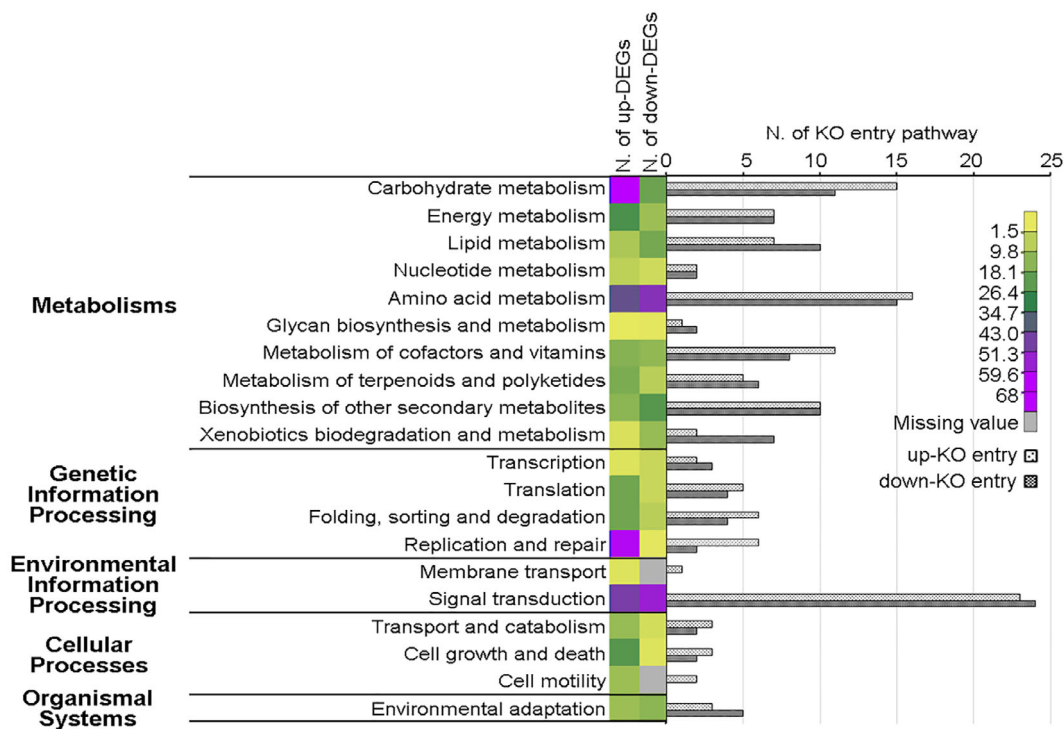 N. of up-DEGs
N. of down-DEGs
N. of KO entry pathway
0 5 10 15 20 25
Metabolisms
Carbohydrate metabolism
Energy metabolism
Lipid metabolism
Nucleotide metabolism
Amino acid metabolism
Glycan biosynthesis and metabolism
Metabolism of cofactors and vitamins
Metabolism of terpenoids and polyketides
Biosynthesis of other secondary metabolites
Xenobiotics biodegradation and metabolism
Genetic
Information
Processing
Transcription
Translation
Folding, sorting and degradation
Replication and repair
Environmental
Information
Processing
Membrane transport
Signal transduction
Cellular
Processes
Transport and catabolism
Cell growth and death
Cell motility
Organismal
Systems
Environmental adaptation
1.5
9.8
18.1
26.4
34.7
43.0
51.3
59.6
68
Missing value
up-KO entry
down-KO entry